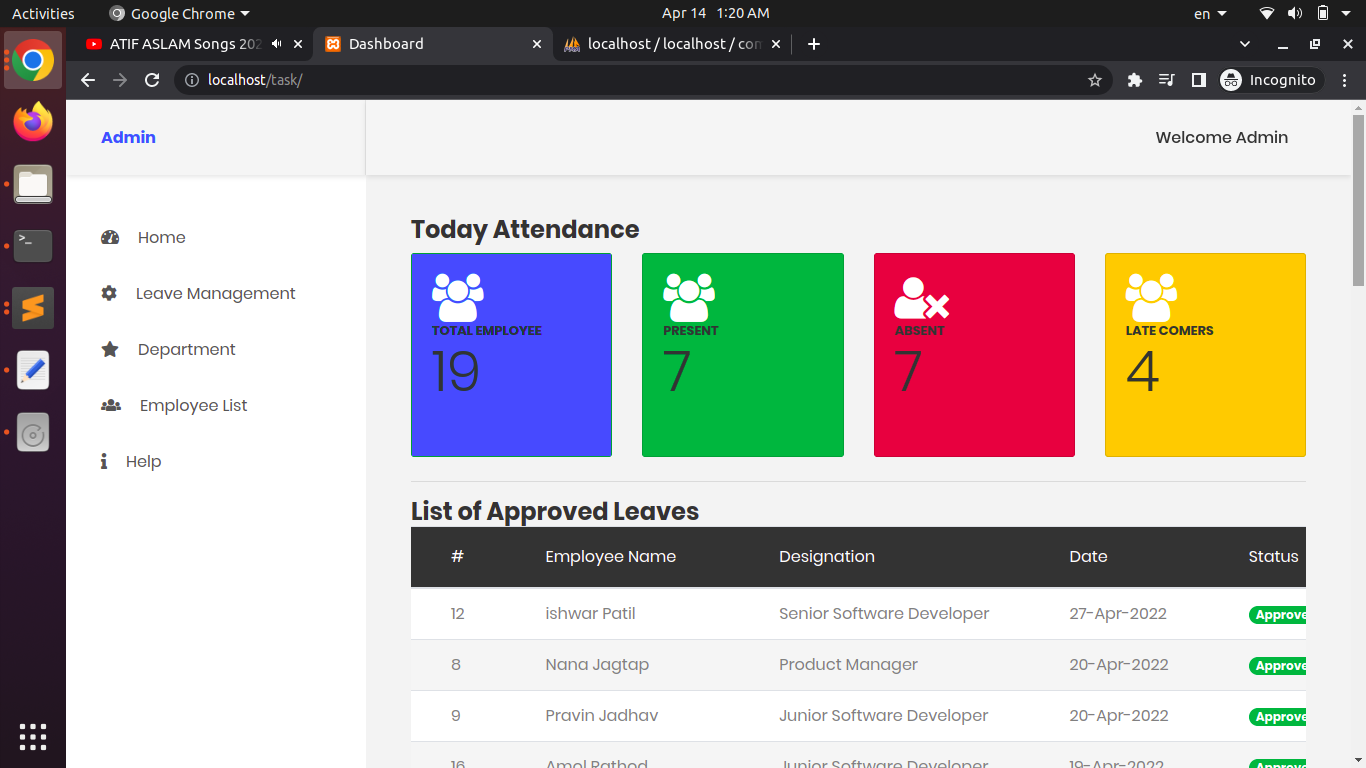 Activities Google Chrome Apr 14 1:20 AM en
ATIF ASLAM Songs 202 Dashboard localhost / localhost / con
localhost/task/ Incognito
Admin Welcome Admin
Home
Leave Management
Department
Employee List
Help
Today Attendance
TOTAL EMPLOYEE PRESENT ABSENT LATE COMERS
19 7 7 4
List of Approved Leaves
# Employee Name Designation Date Status
12 ishwar Patil Senior Software Developer 27-Apr-2022 Approve
8 Nana Jagtap Product Manager 20-Apr-2022 Approve
9 Pravin Jadhav Junior Software Developer 20-Apr-2022 Approve
16 Amol Rathod Junior Software Developer 19-Apr-2022 Approve